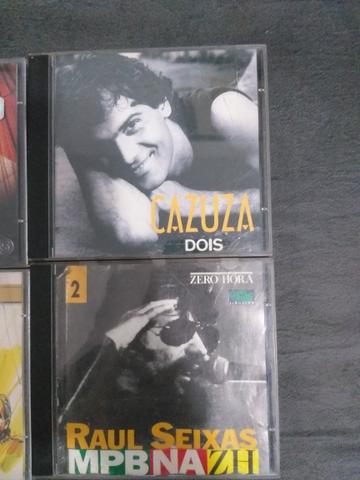 CAZUZA
DOIS
2
ZERO HORA
RAUL SEIXAS
MPB NA ZH